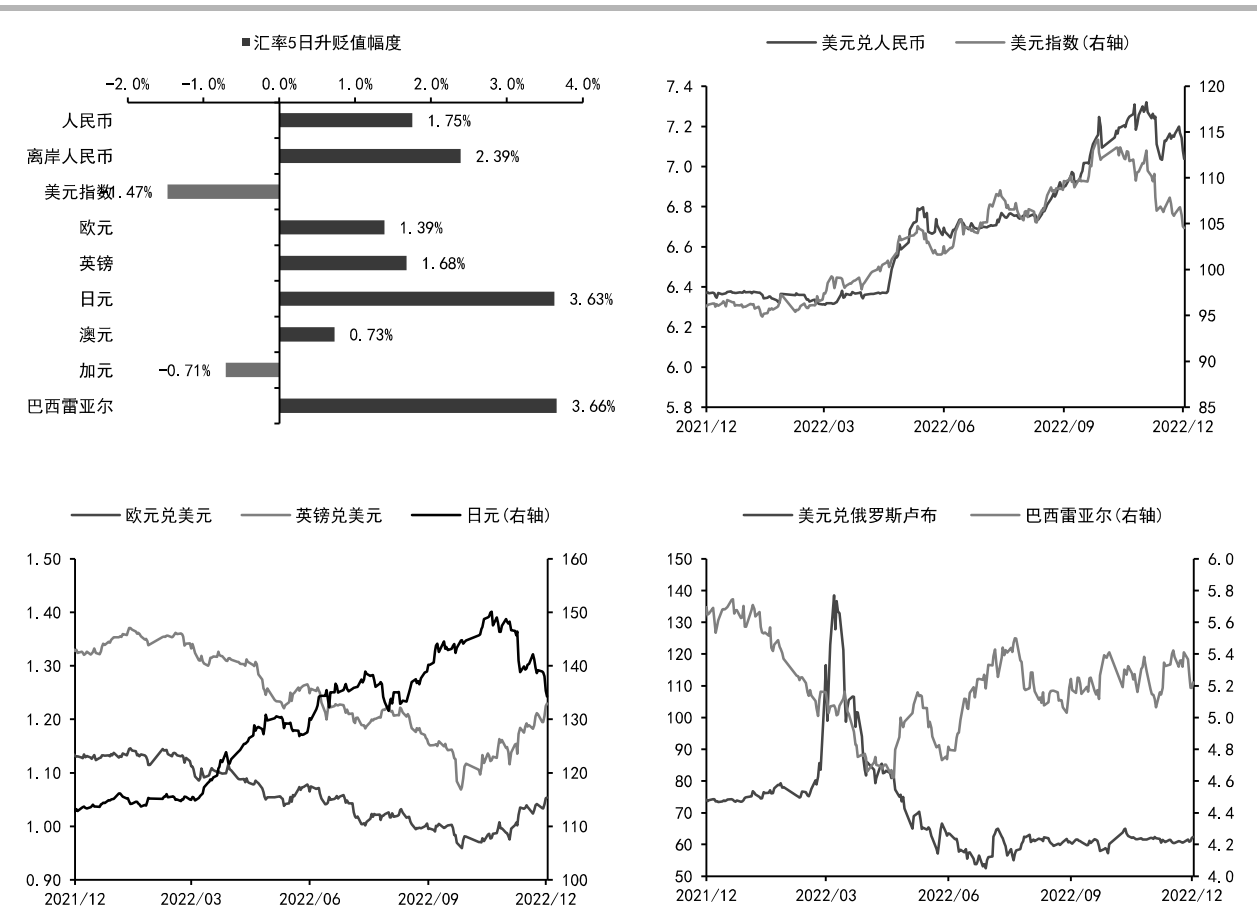 ■汇率5日升贬值幅度
-2.0% -1.0% 0.0% 1.0% 2.0% 3.0% 4.0%
人民币 1.75%
离岸人民币 2.39%
美元指数 1.47%
欧元 1.39%
英镑 1.68%
日元 3.63%
澳元 0.73%
加元 -0.71%
巴西雷亚尔 3.66%
美元兑人民币 美元指数(右轴)
7.4 120
7.2 115
7.0 110
6.8 105
6.6 100
6.4 95
6.2 90
6.0 85
5.8
2021/12 2022/03 2022/06 2022/09 2022/12
欧元兑美元 英镑兑美元 日元(右轴)
1.50 160
1.40 150
1.30 140
1.20 130
1.10 120
1.00 110
0.90 100
2021/12 2022/03 2022/06 2022/09 2022/12
美元兑俄罗斯卢布 巴西雷亚尔(右轴)
150 6.0
140 5.8
130 5.6
120 5.4
110 5.2
100 5.0
90 4.8
80 4.6
70 4.4
60 4.2
50 4.0
2021/12 2022/03 2022/06 2022/09 2022/12